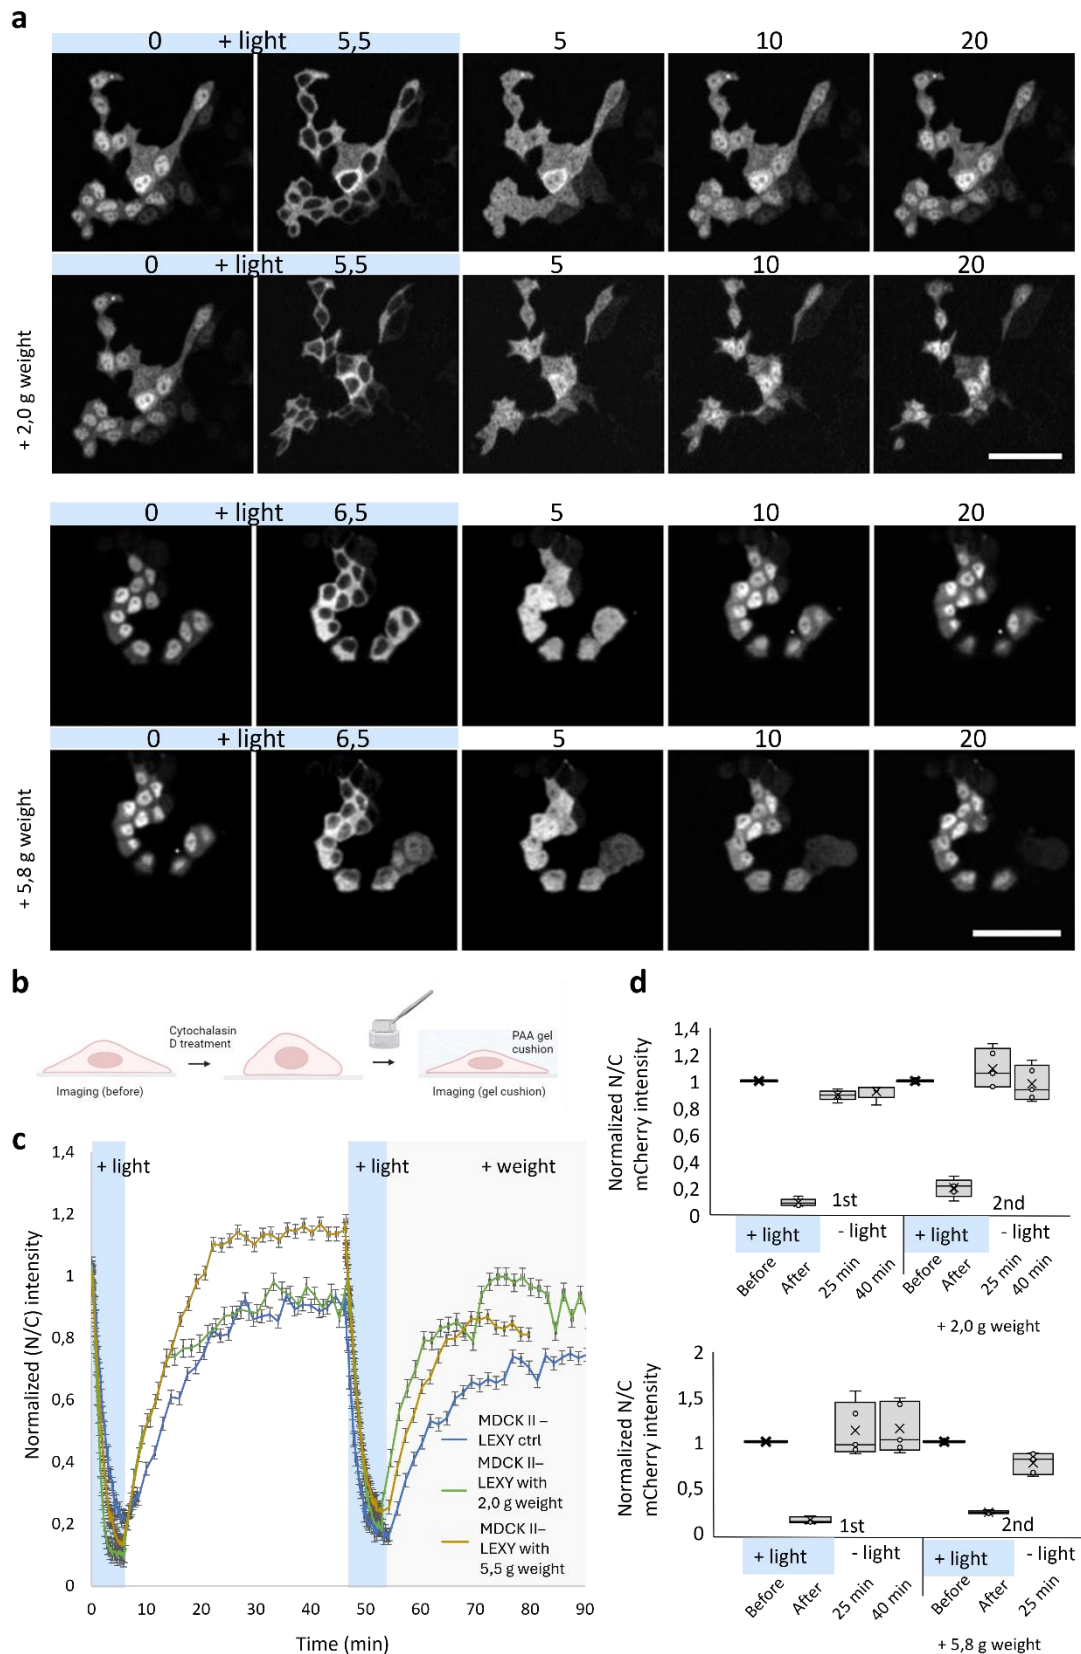 a
0 + light 5,5 5 10 20
0 + light 5,5 5 10 20
+ 2,0 g weight
0 + light 6,5 5 10 20
0 + light 6,5 5 10 20
+ 5,8 g weight
b
Cytochalasin
D treatment
PAA gel
cushion
Imaging (before)
Imaging (gel cushion)
c
Normalized (N/C) intensity
1,4
1,2
1
0,8
0,6
0,4
0,2
0
+ light
+ light
+ weight
MDCK II –
LEXY ctrl
MDCK II–
LEXY with
2,0 g weight
MDCK II–
LEXY with
5,5 g weight
0 10 20 30 40 50 60 70 80 90
Time (min)
d
Normalized N/C
mCherry intensity
1,4
1,2
1
0,8
0,6
0,4
0,2
0
1st
2nd
+ light
- light
+ light
- light
Before
After
25 min
40 min
Before
After
25 min
40 min
+ 2,0 g weight
Normalized N/C
mCherry intensity
2
1,5
1
0,5
0
1st
2nd
+ light
- light
+ light
- light
Before
After
25 min
40 min
Before
After
25 min
+ 5,8 g weight